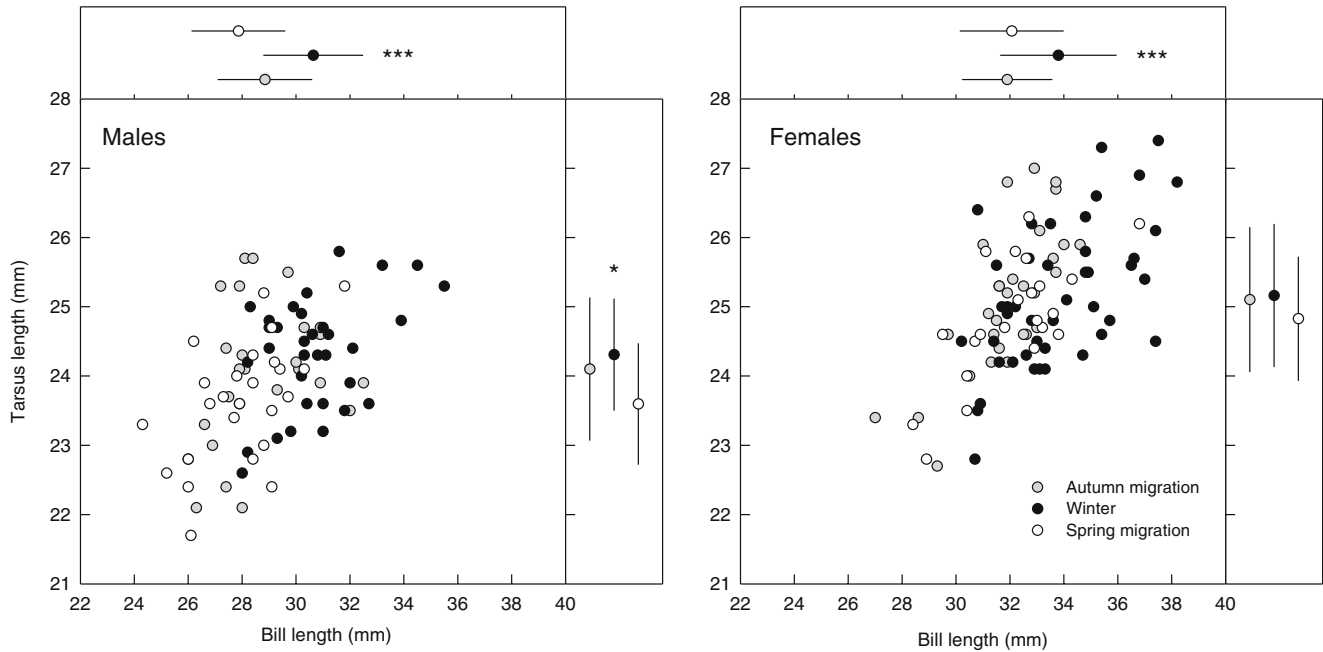 ***
***
28
Males
27
26
*
25
24
23
22
21
22 24 26 28 30 32 34 36 40
Bill length (mm)
Tarsus length (mm)
28
Females
27
26
25
24
23
22
21
Autumn migration
Winter
Spring migration
22 24 26 28 30 32 34 36 40
Bill length (mm)